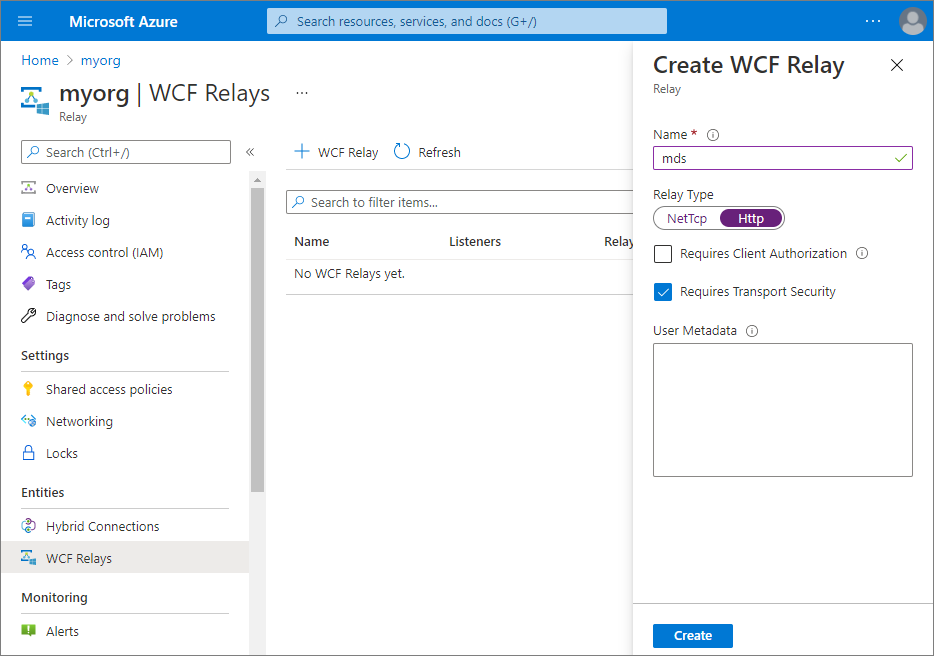 Microsoft Azure
Search resources, services, and docs (G+/)
...
Home > myorg
myorg | WCF Relays ...
Relay
Search (Ctrl+/) «
Overview
Activity log
Access control (IAM)
Tags
Diagnose and solve problems
Settings
Shared access policies
Networking
Locks
Entities
Hybrid Connections
WCF Relays
Monitoring
Alerts
+ WCF Relay Refresh
Search to filter items...
Name Listeners Relay
No WCF Relays yet.
Create WCF Relay
Relay
Name *
mds
Relay Type
NetTcp Http
Requires Client Authorization
Requires Transport Security
User Metadata
Create